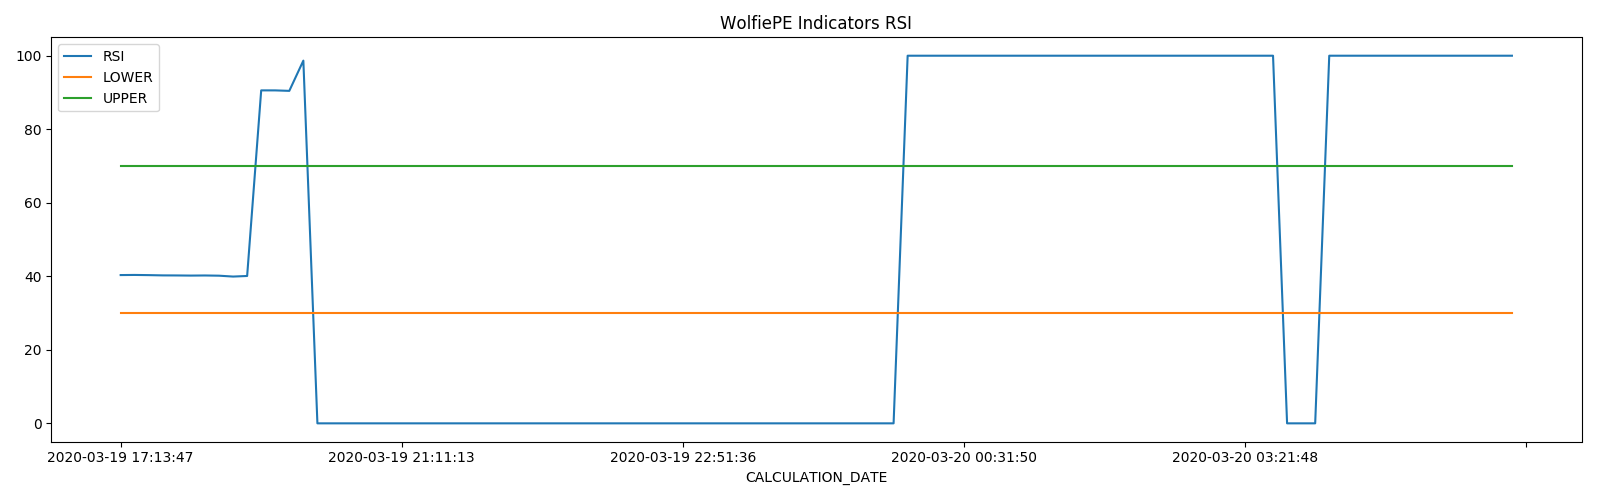 WolfiePE Indicators RSI
RSI
LOWER
UPPER
100
80
60
40
20
0
2020-03-19 17:13:47
2020-03-19 21:11:13
2020-03-19 22:51:36
2020-03-20 00:31:50
2020-03-20 03:21:48
CALCULATION_DATE